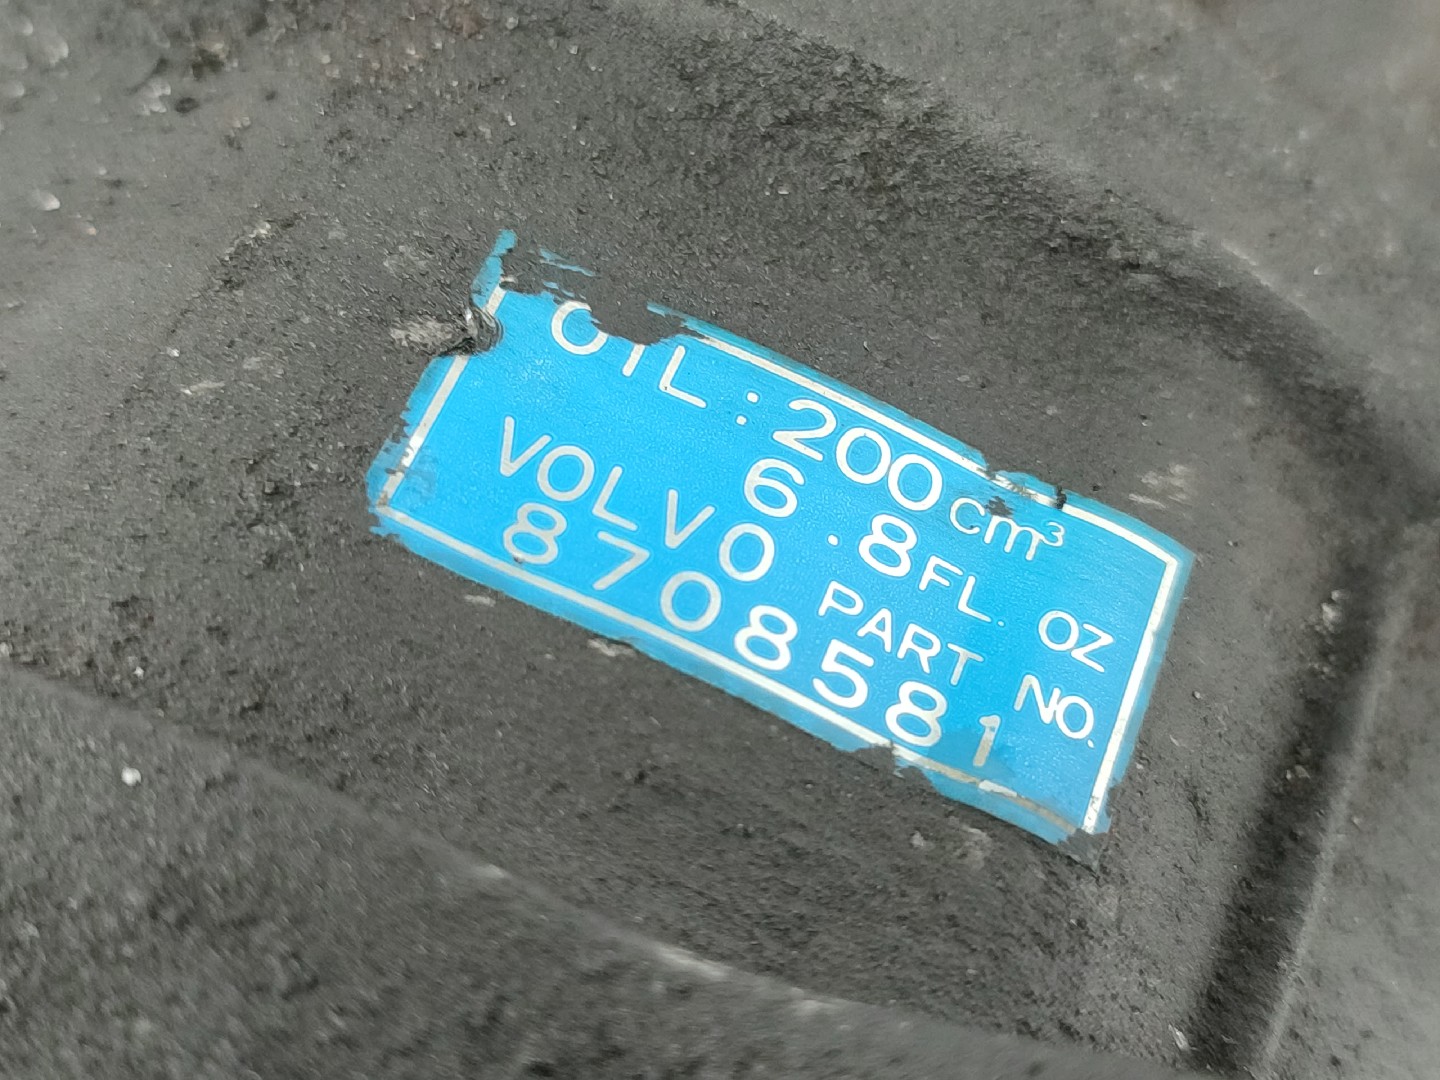 OIL: 200 cm³
6.8 FL. OZ
VOLVO PART NO.
8708581